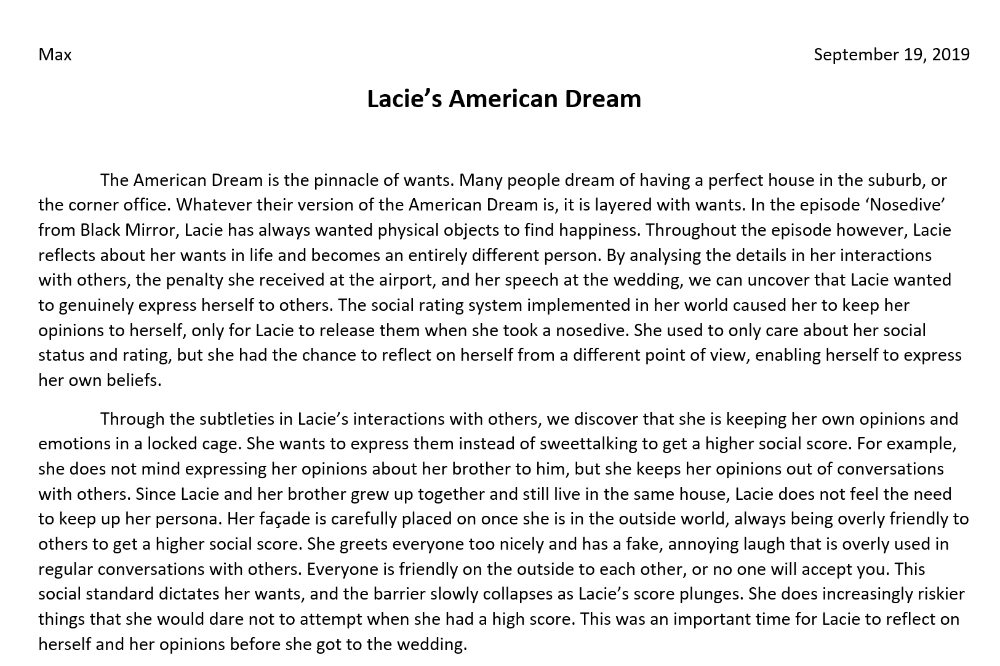 Max
September 19, 2019
Lacie’s American Dream
The American Dream is the pinnacle of wants. Many people dream of having a perfect house in the suburb, or
the corner office. Whatever their version of the American Dream is, it is layered with wants. In the episode ‘Nosedive’
from Black Mirror, Lacie has always wanted physical objects to find happiness. Throughout the episode however, Lacie
reflects about her wants in life and becomes an entirely different person. By analysing the details in her interactions
with others, the penalty she received at the airport, and her speech at the wedding, we can uncover that Lacie wanted
to genuinely express herself to others. The social rating system implemented in her world caused her to keep her
opinions to herself, only for Lacie to release them when she took a nosedive. She used to only care about her social
status and rating, but she had the chance to reflect on herself from a different point of view, enabling herself to express
her own beliefs.
Through the subtleties in Lacie’s interactions with others, we discover that she is keeping her own opinions and
emotions in a locked cage. She wants to express them instead of sweettalking to get a higher social score. For example,
she does not mind expressing her opinions about her brother to him, but she keeps her opinions out of conversations
with others. Since Lacie and her brother grew up together and still live in the same house, Lacie does not feel the need
to keep up her persona. Her façade is carefully placed on once she is in the outside world, always being overly friendly to
others to get a higher social score. She greets everyone too nicely and has a fake, annoying laugh that is overly used in
regular conversations with others. Everyone is friendly on the outside to each other, or no one will accept you. This
social standard dictates her wants, and the barrier slowly collapses as Lacie’s score plunges. She does increasingly riskier
things that she would dare not to attempt when she had a high score. This was an important time for Lacie to reflect on
herself and her opinions before she got to the wedding.